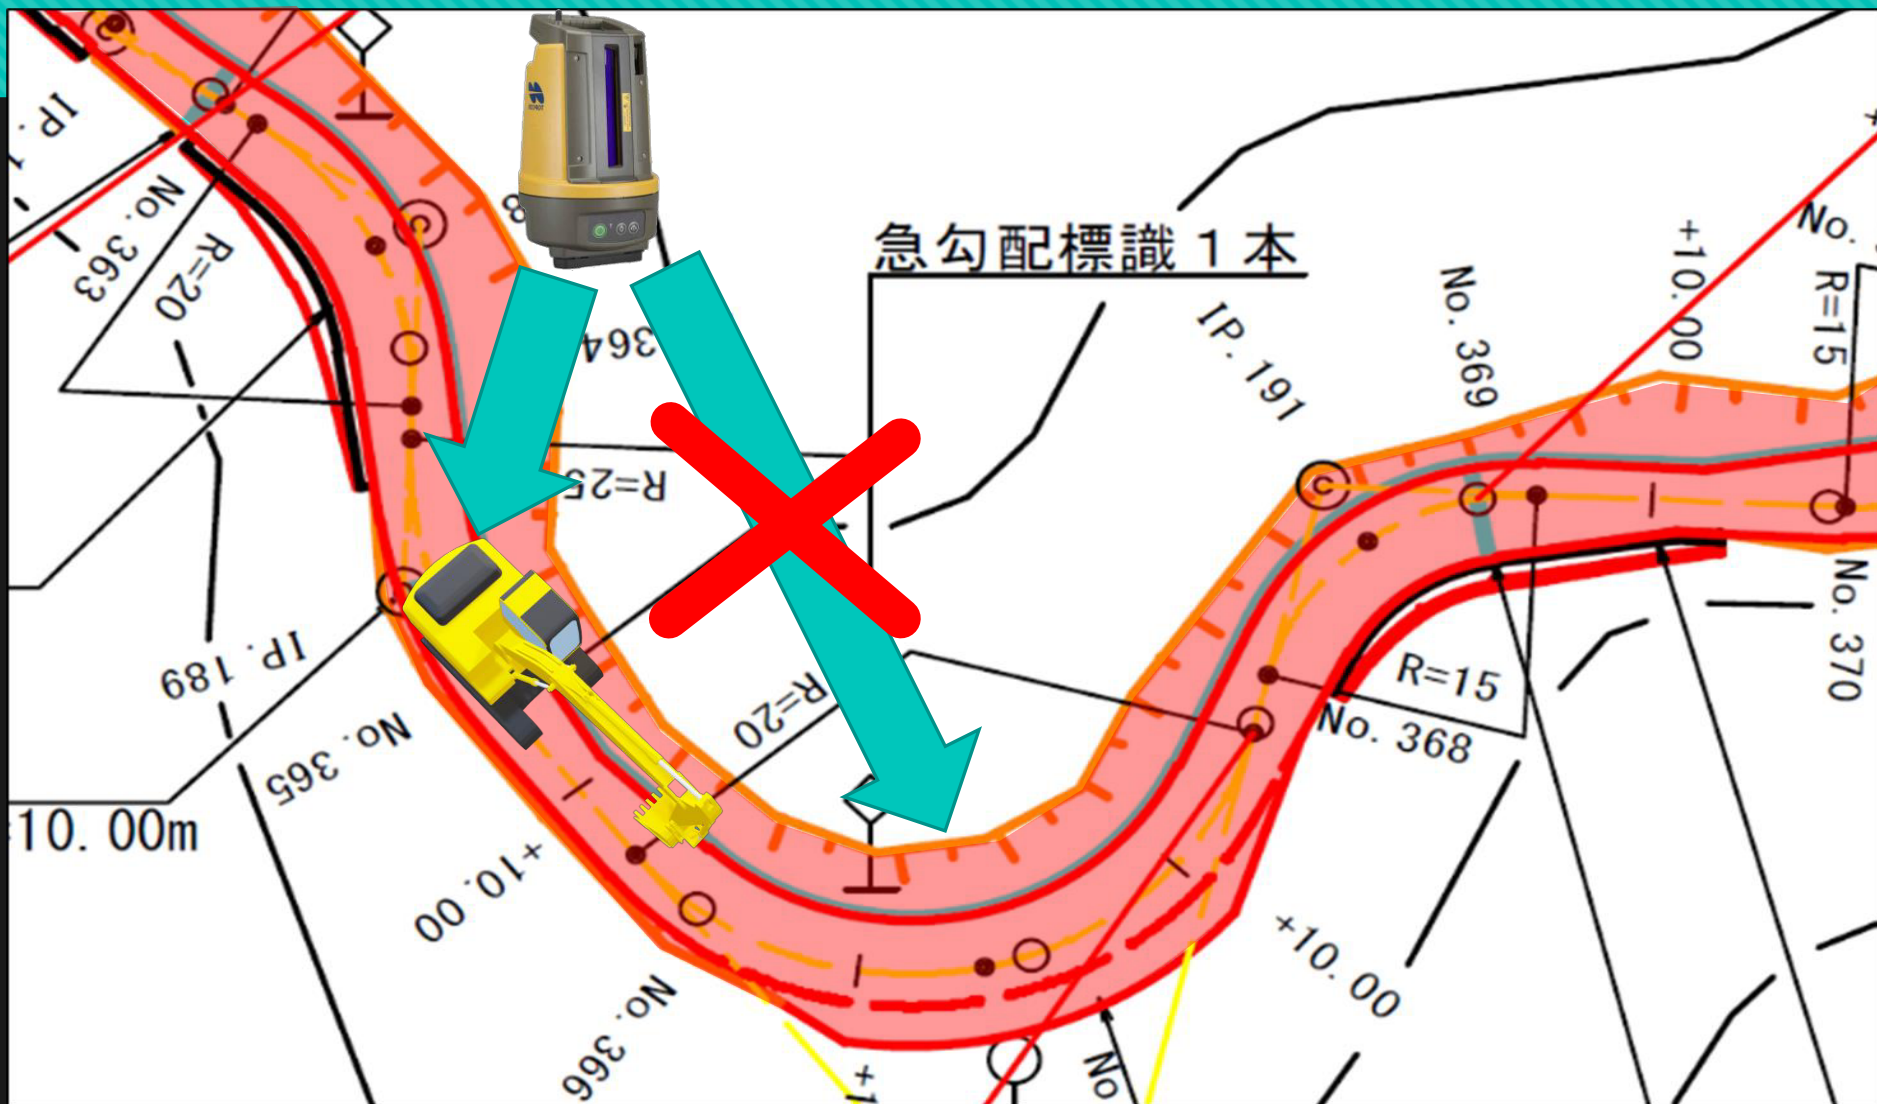 IP.
No. 363
R=20
364
急勾配標識１本
IP. 191
No. 369
+10. 00
No.
R=15
R=25
IP. 189
No. 365
R=20
R=15
No. 368
No. 370
10. 00m
+10. 00
No. 366
+10. 00
No